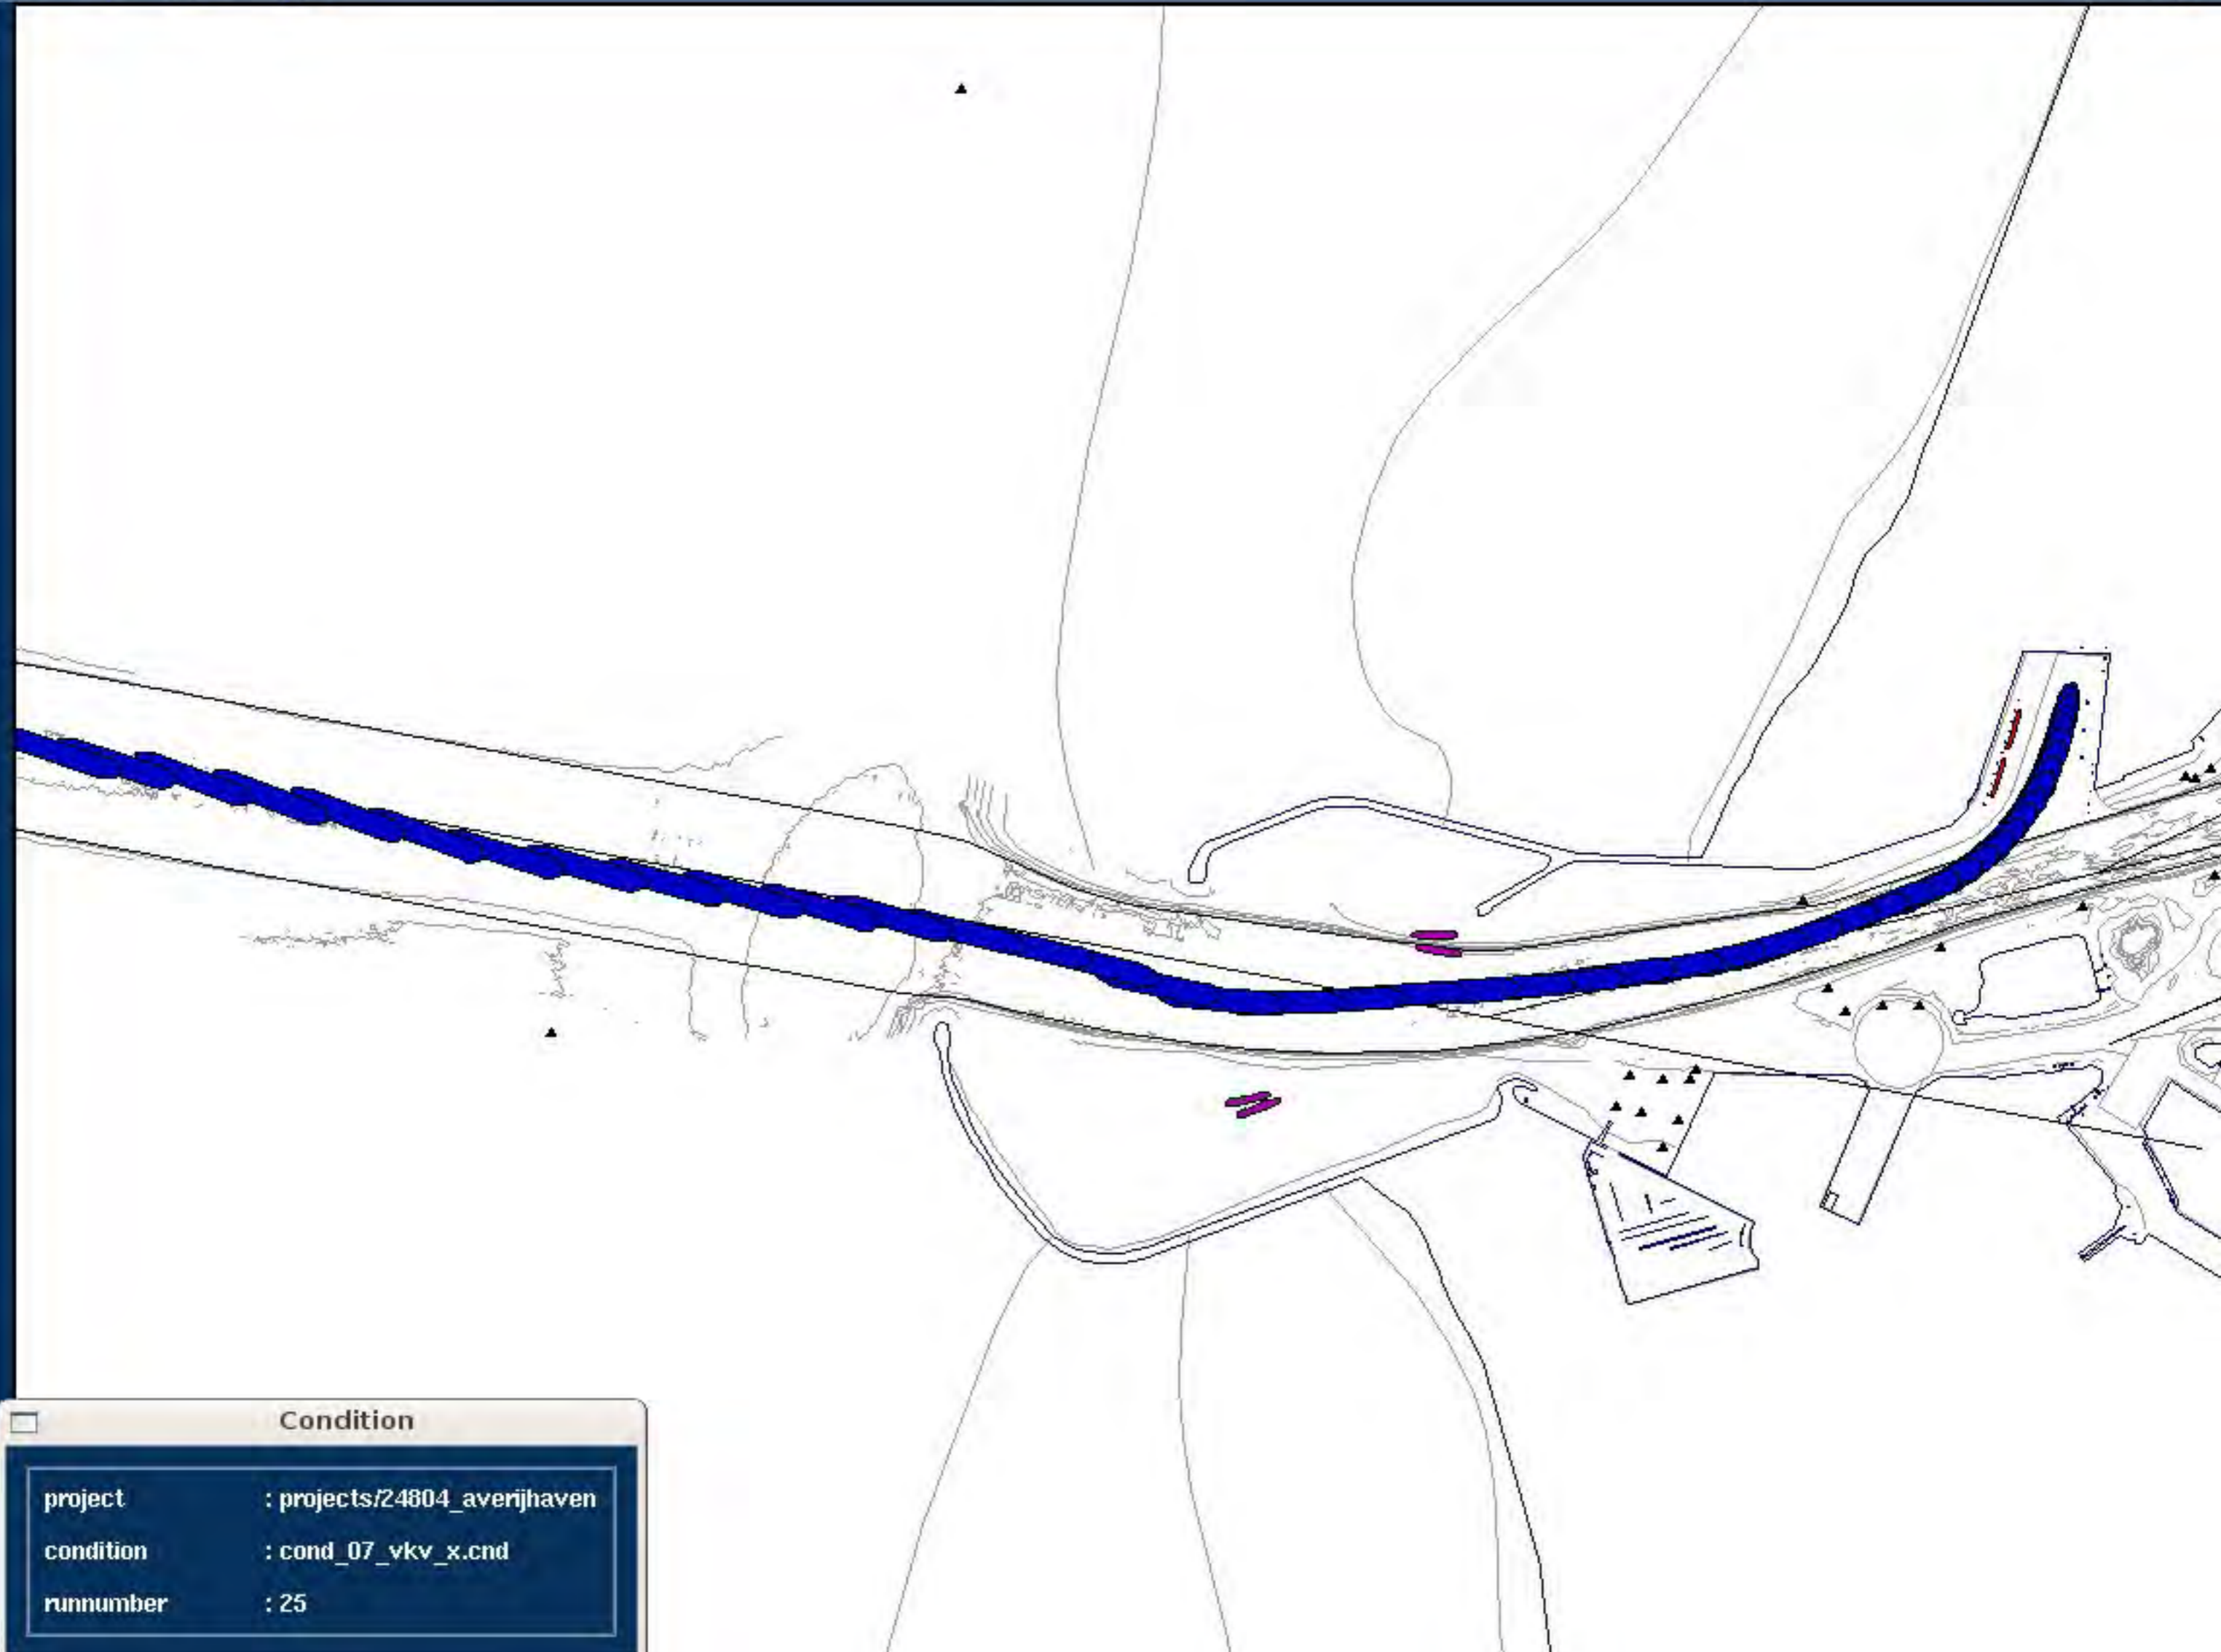 Condition
project : projects/24804_averijhaven
condition : cond_07_vkv_x.cnd
runnumber : 25